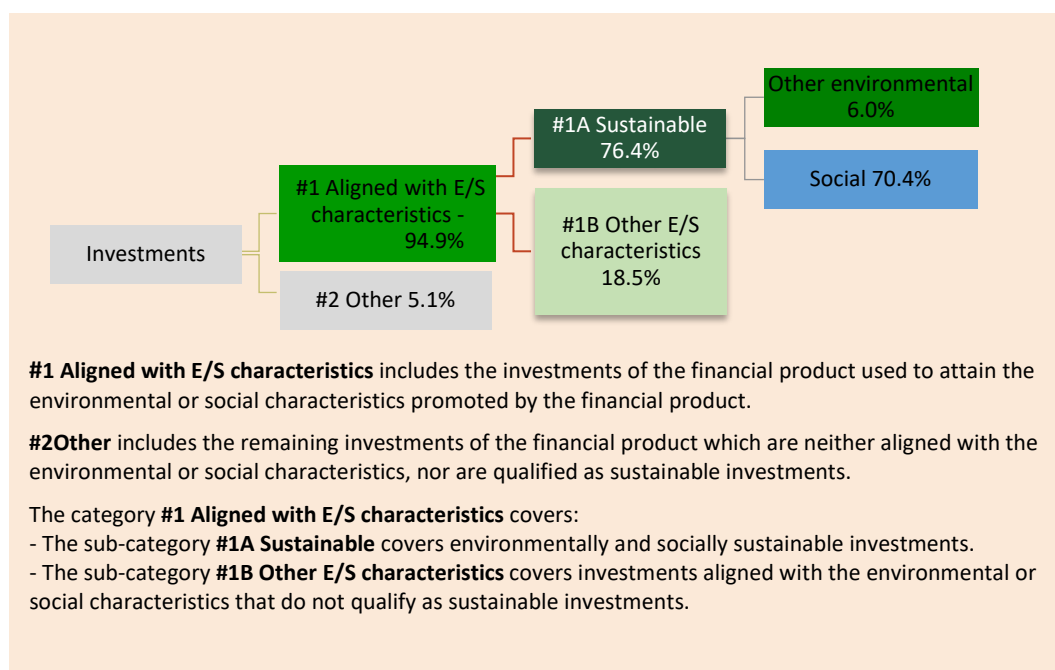 Other environmental
6.0%
#1A Sustainable
76.4%
Social 70.4%
#1 Aligned with E/S
characteristics -
94.9%
#1B Other E/S
characteristics
18.5%
Investments
#2 Other 5.1%
#1 Aligned with E/S characteristics includes the investments of the financial product used to attain the
environmental or social characteristics promoted by the financial product.
#2Other includes the remaining investments of the financial product which are neither aligned with the
environmental or social characteristics, nor are qualified as sustainable investments.
The category #1 Aligned with E/S characteristics covers:
- The sub-category #1A Sustainable covers environmentally and socially sustainable investments.
- The sub-category #1B Other E/S characteristics covers investments aligned with the environmental or
social characteristics that do not qualify as sustainable investments.